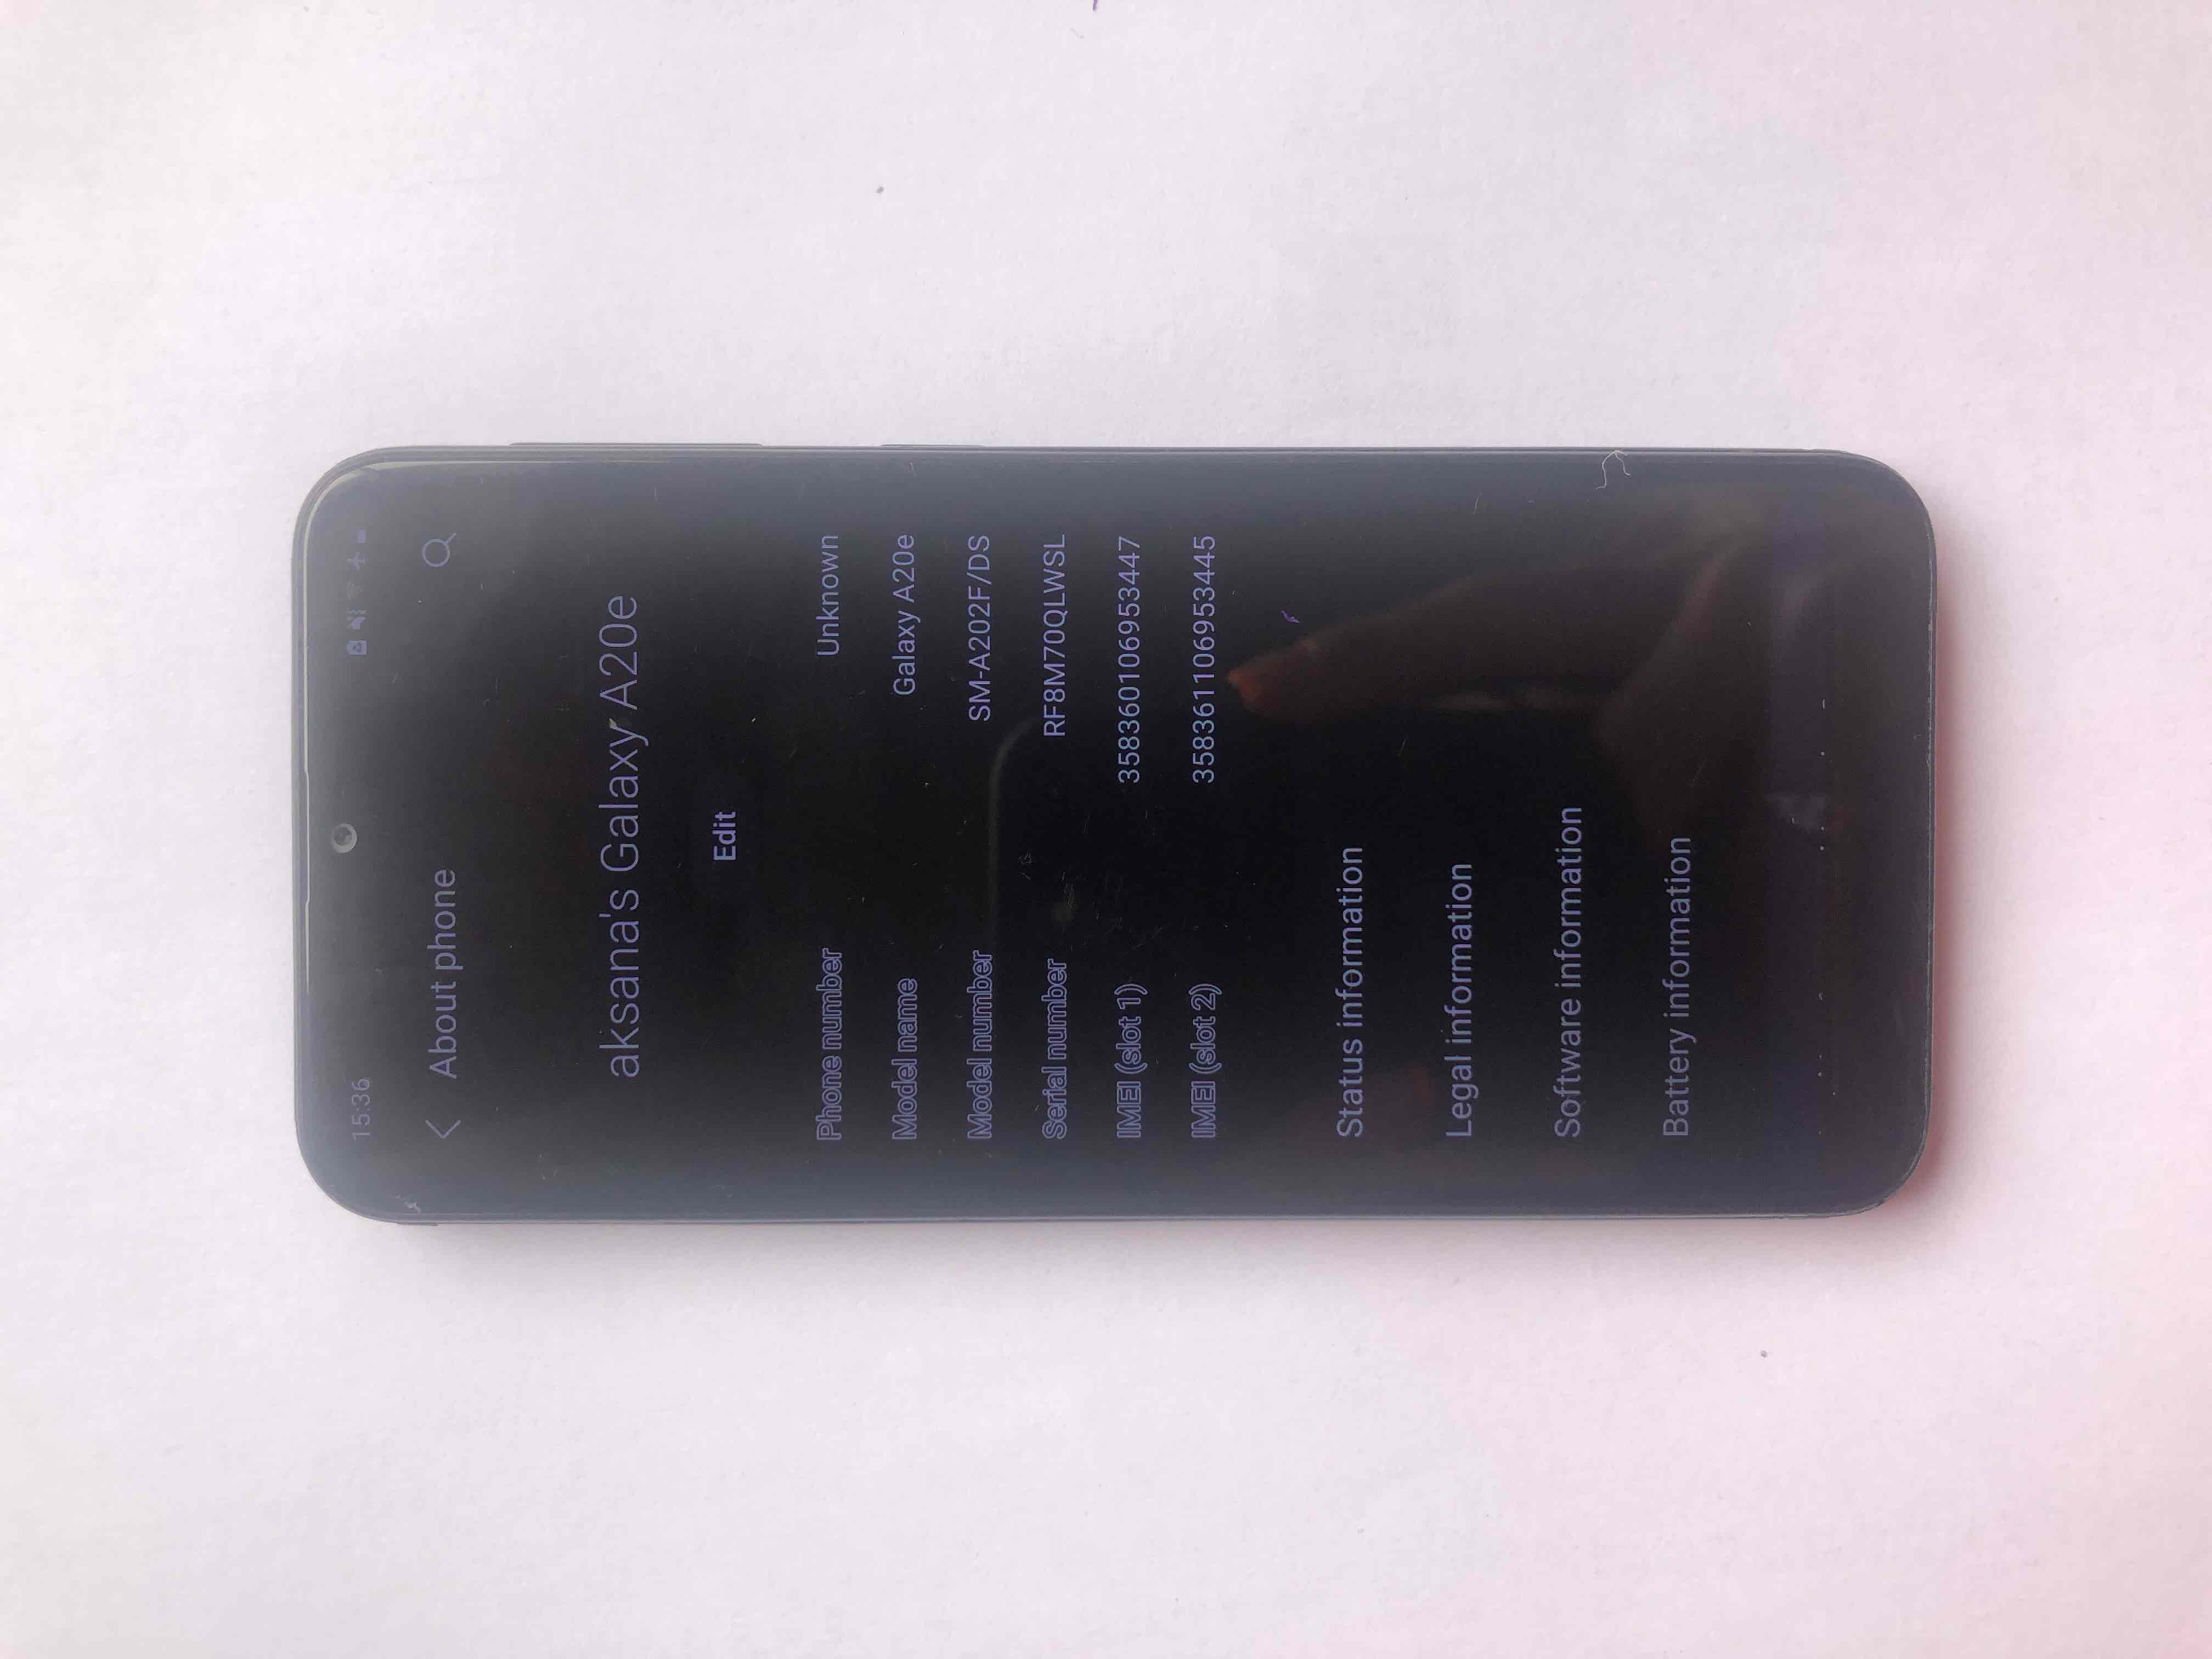 15:36
About phone
aksana's Galaxy A20e
Edit
Phone number Unknown
Model name Galaxy A20e
Model number SM-A202F/DS
Serial number RF8M70QLWSL
IMEI (slot 1) 358360106953447
IMEI (slot 2) 358361106953445
Status information
Legal information
Software information
Battery information